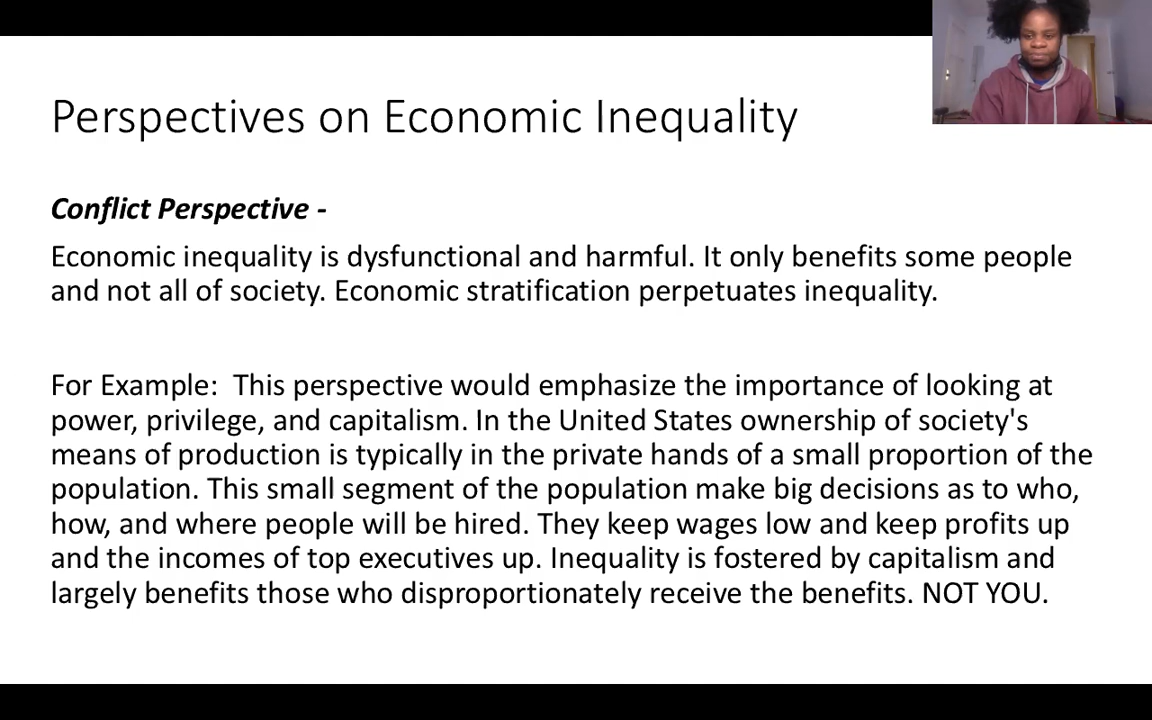 Perspectives on Economic Inequality
Conflict Perspective -
Economic inequality is dysfunctional and harmful. It only benefits some people
and not all of society. Economic stratification perpetuates inequality.
For Example:  This perspective would emphasize the importance of looking at
power, privilege, and capitalism. In the United States ownership of society's
means of production is typically in the private hands of a small proportion of the
population. This small segment of the population make big decisions as to who,
how, and where people will be hired. They keep wages low and keep profits up
and the incomes of top executives up. Inequality is fostered by capitalism and
largely benefits those who disproportionately receive the benefits. NOT YOU.